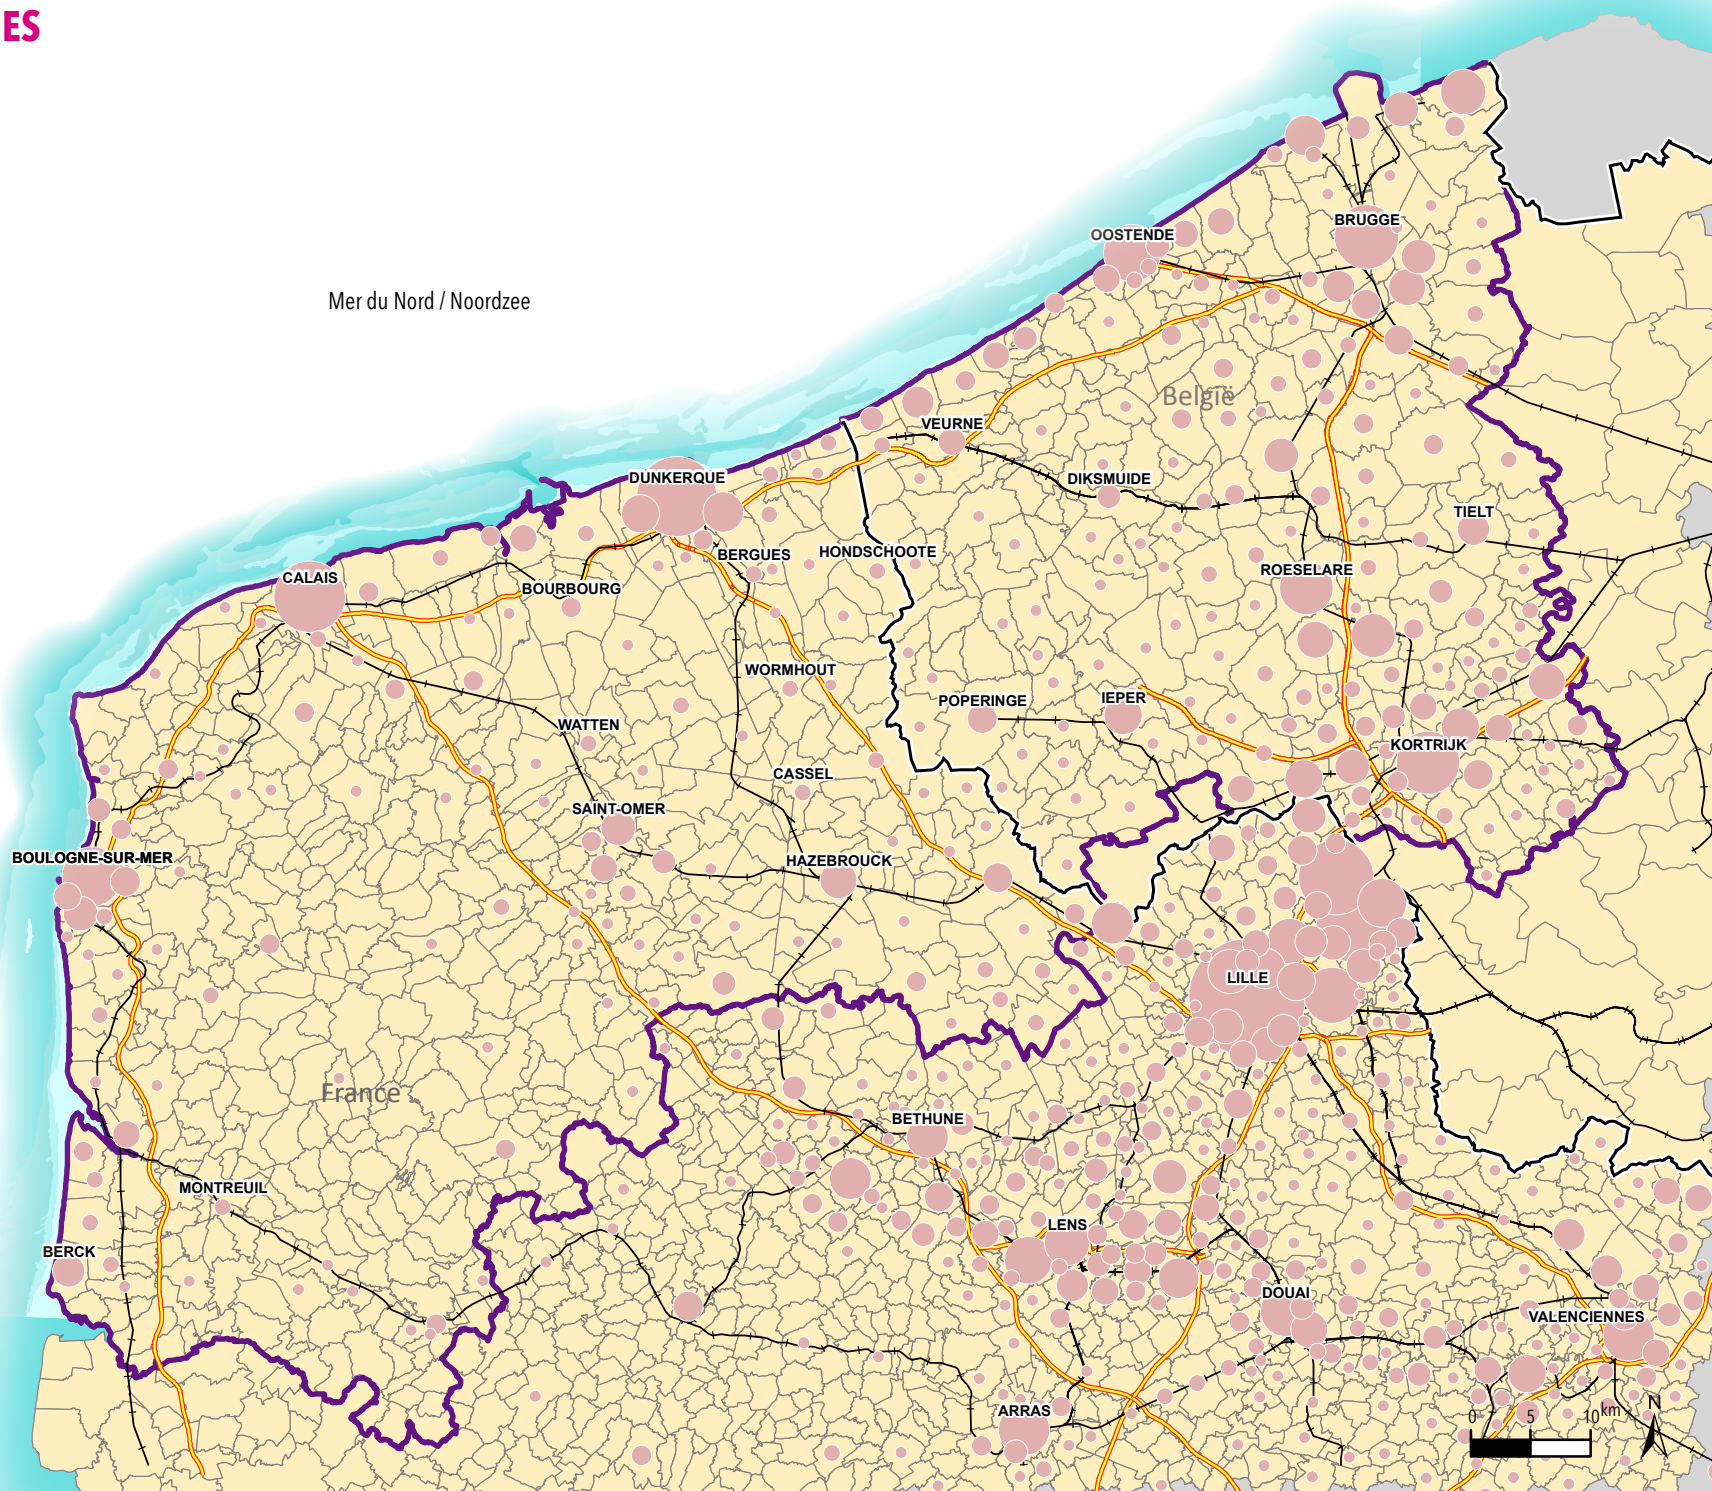 ES
BRUGGE
OOSTENDE
Mer du Nord / Noordzee
België
VEURNE
DUNKERQUE
DIKSMUIDE
TIELT
BERGUES
HONDSCHOOTE
ROESELARE
CALAIS
BOURBOURG
WORMHOUT
POPERINGE
IEPER
WATTEN
KORTRIJK
CASSEL
SAINT-OMER
BOULOGNE-SUR-MER
HAZEBROUCK
LILLE
France
BETHUNE
MONTREUIL
LENS
BERCK
DOUAI
VALENCIENNES
ARRAS
N
0 5 10 km